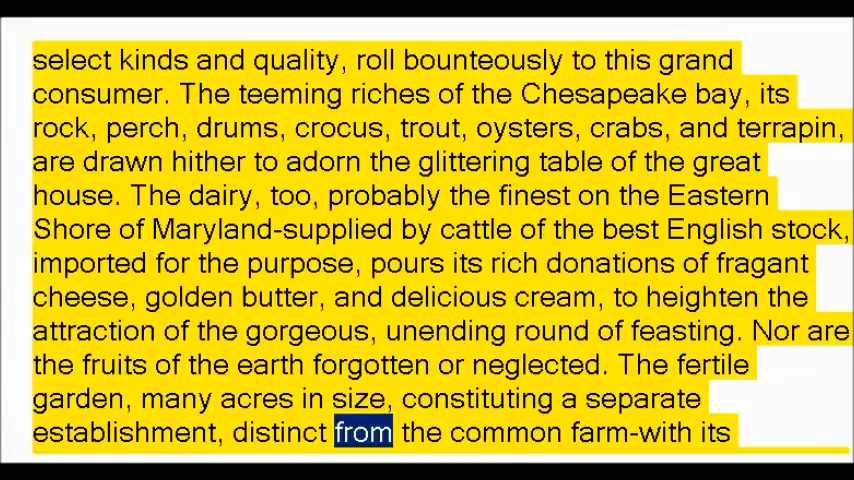 select kinds and quality, roll bounteously to this grand
consumer. The teeming riches of the Chesapeake bay, its
rock, perch, drums, crocus, trout, oysters, crabs, and terrapin,
are drawn hither to adorn the glittering table of the great
house. The dairy, too, probably the finest on the Eastern
Shore of Maryland-supplied by cattle of the best English stock,
imported for the purpose, pours its rich donations of fragant
cheese, golden butter, and delicious cream, to heighten the
attraction of the gorgeous, unending round of feasting. Nor are
the fruits of the earth forgotten or neglected. The fertile
garden, many acres in size, constituting a separate
establishment, distinct from the common farm-with its